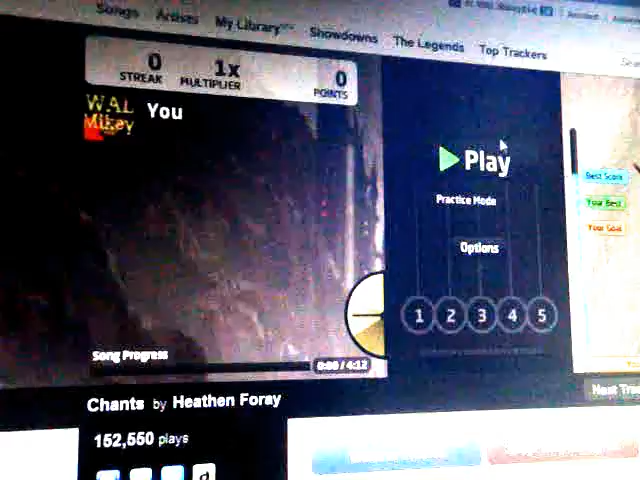 Songs Artists My Library Showdowns The Legends Top Trackers
0 STREAK
1x MULTIPLIER
0 POINTS
WAL
Mikey
You
Play
Practice Mode
Options
Best Score
Your Best
Your Goal
1 2 3 4 5
Song Progress
0:00 / 4:12
Chants by Heathen Foray
152,550 plays